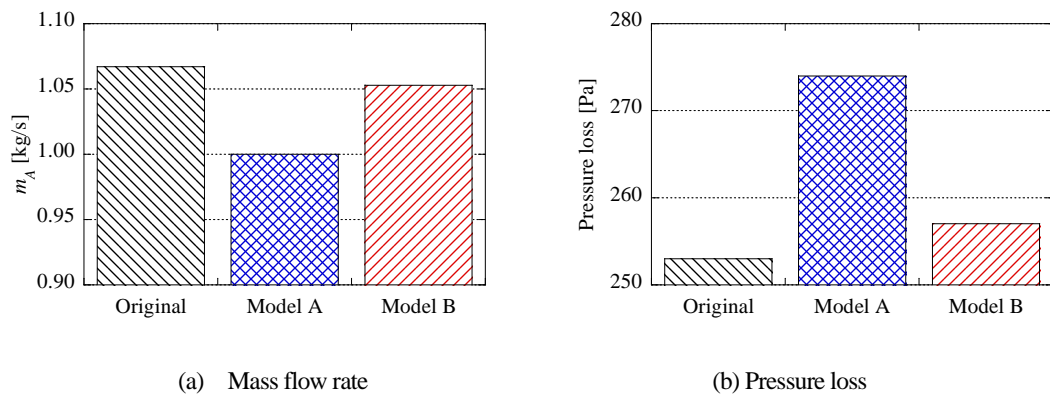 1.10
1.05
1.00
0.95
0.90
m_A [kg/s]
Original Model A Model B
(a) Mass flow rate
280
270
260
250
Pressure loss [Pa]
Original Model A Model B
(b) Pressure loss